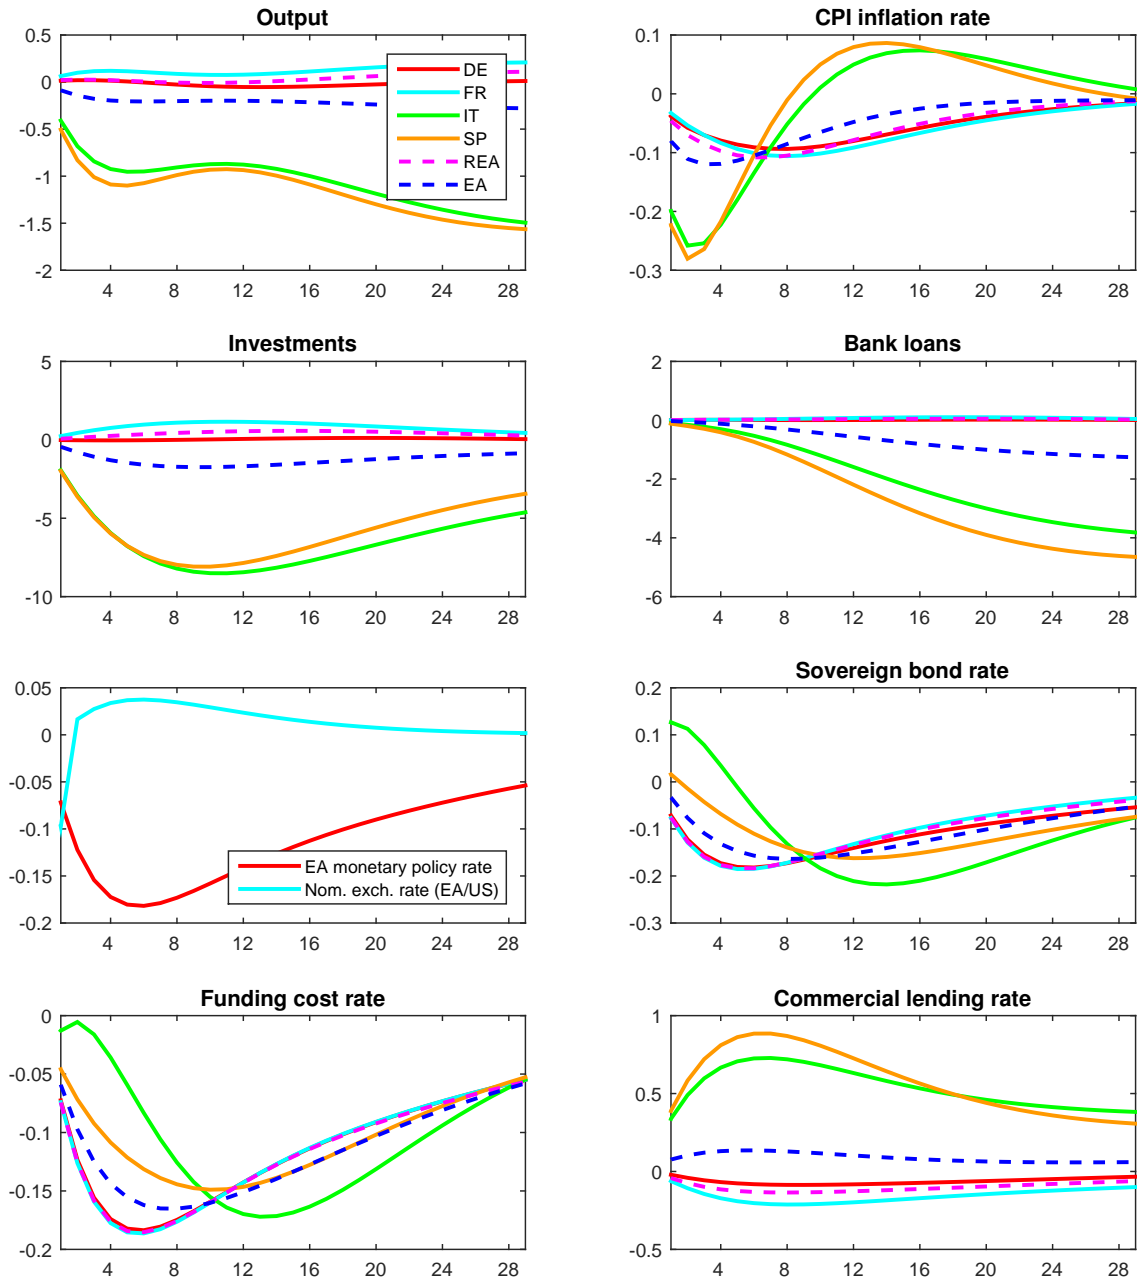 Output
0.5
0
-0.5
-1
-1.5
-2
4 8 12 16 20 24 28
DE
FR
IT
SP
REA
EA
CPI inflation rate
0.1
0
-0.1
-0.2
-0.3
4 8 12 16 20 24 28
Investments
5
0
-5
-10
4 8 12 16 20 24 28
Bank loans
2
0
-2
-4
-6
4 8 12 16 20 24 28
0.05
0
-0.05
-0.1
-0.15
-0.2
4 8 12 16 20 24 28
EA monetary policy rate
Nom. exch. rate (EA/US)
Sovereign bond rate
0.2
0.1
0
-0.1
-0.2
-0.3
4 8 12 16 20 24 28
Funding cost rate
0
-0.05
-0.1
-0.15
-0.2
4 8 12 16 20 24 28
Commercial lending rate
1
0.5
0
-0.5
4 8 12 16 20 24 28